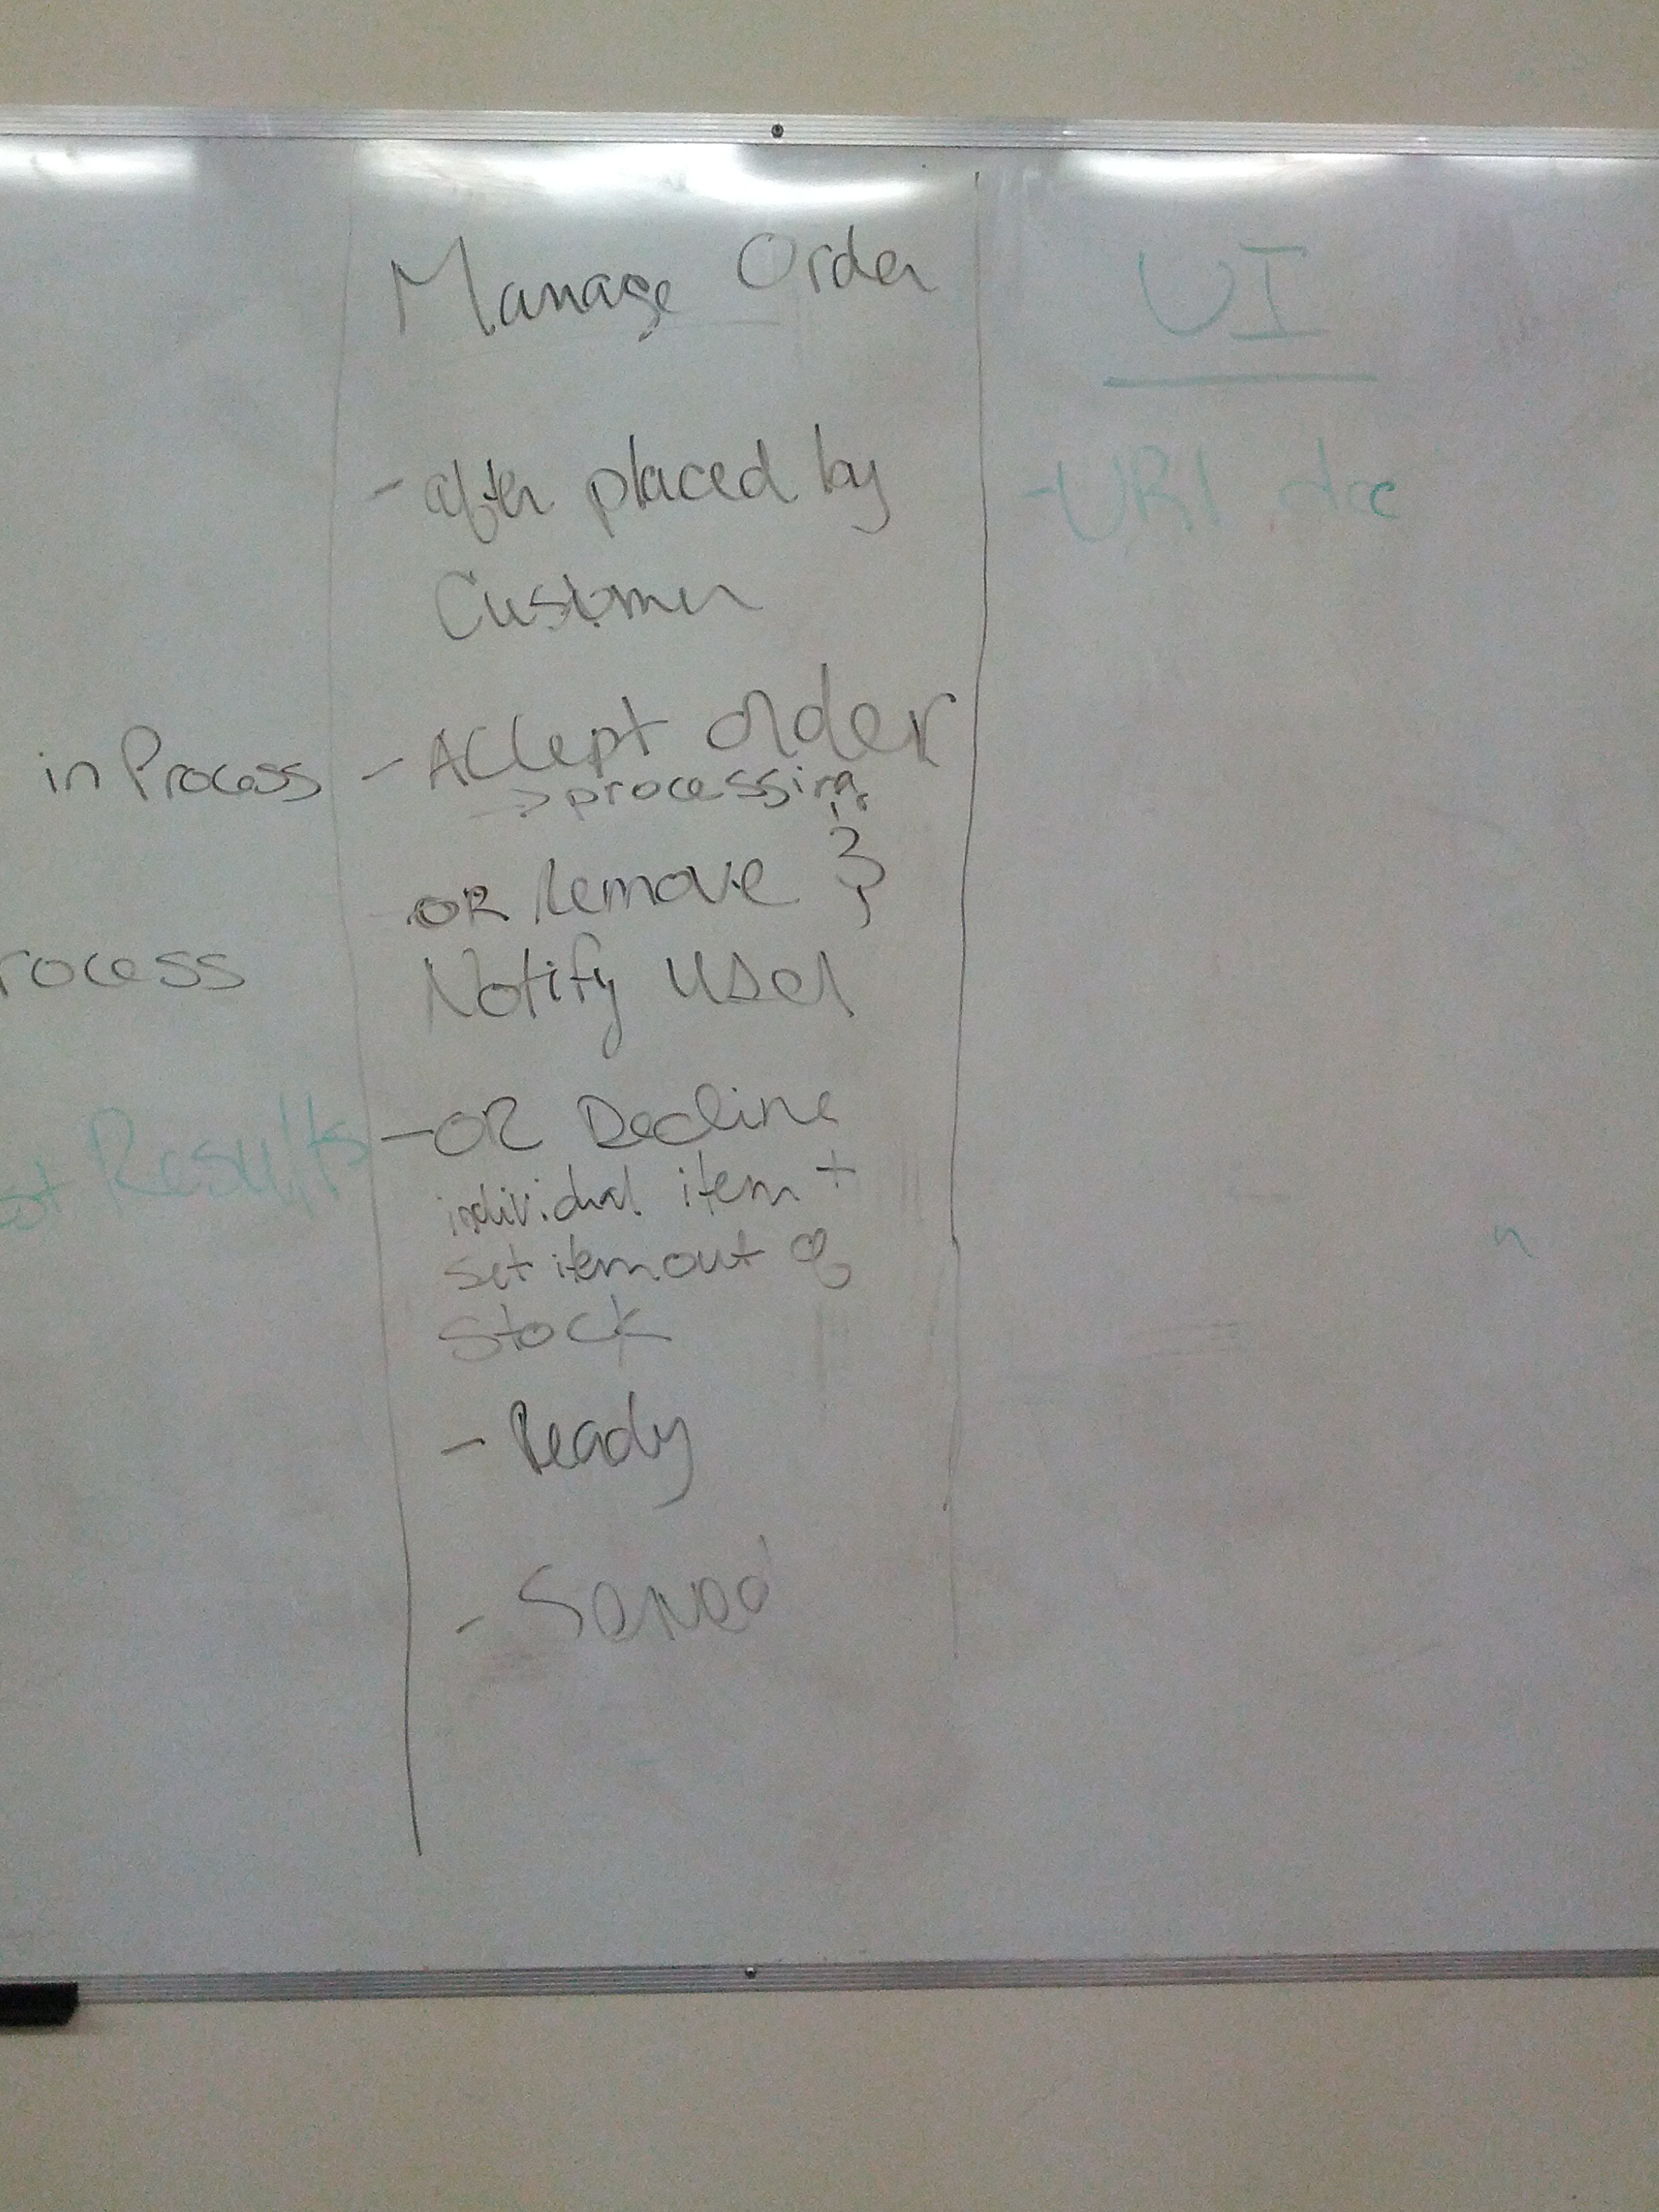 in Process
rocess
st Results
Manage Order
- after placed by
Customer
- Accept order
-> processing
OR Remove &
Notify user
- OR Decline
individual item +
set item out of
stock
- Ready
- Served
UI
- URI doc